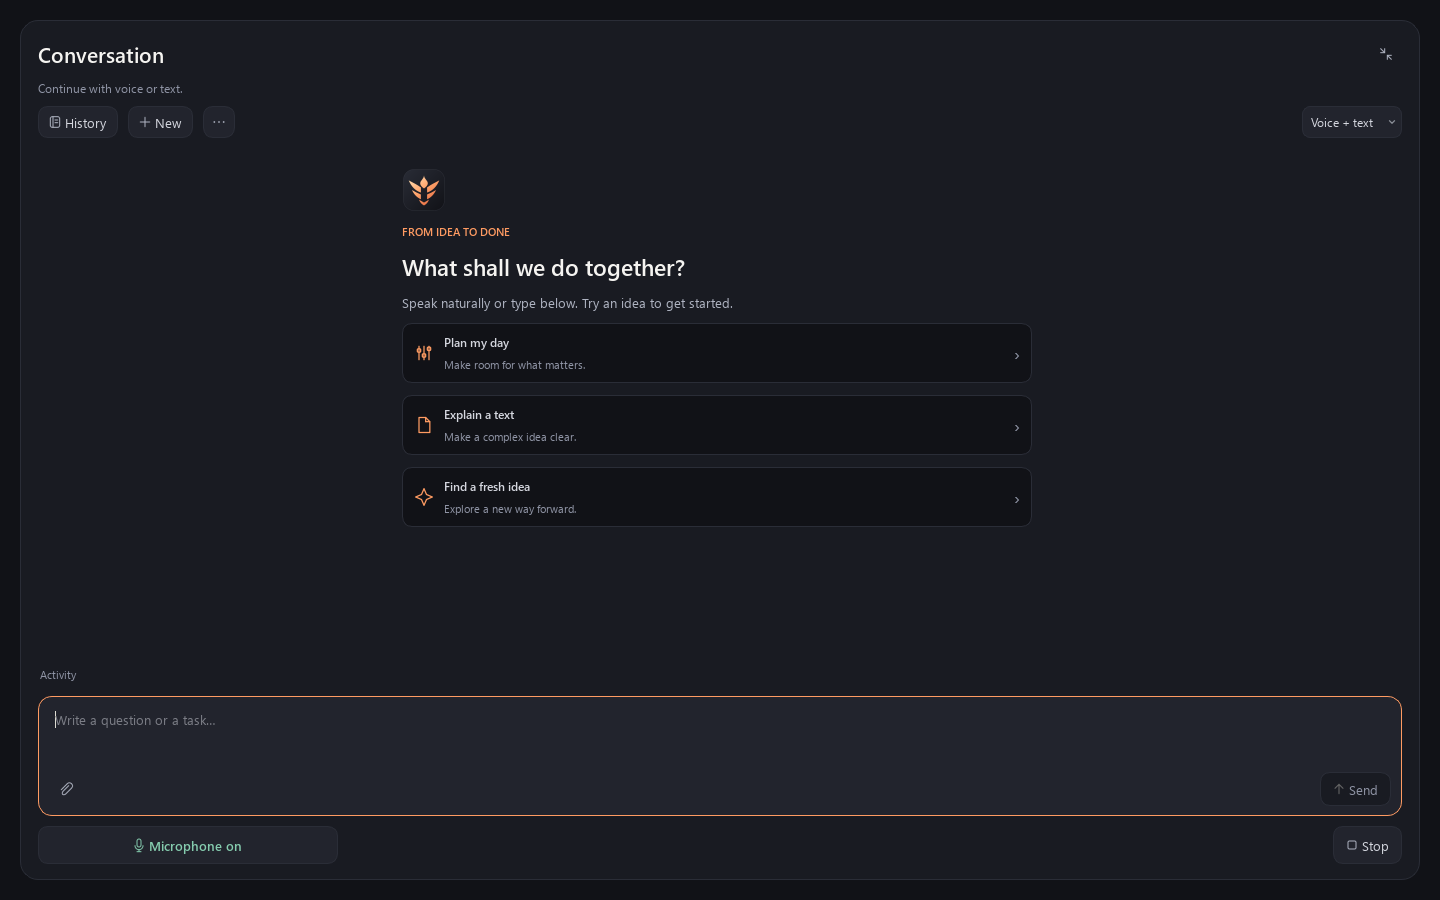 Conversation
Continue with voice or text.
History
New
Voice + text
FROM IDEA TO DONE
What shall we do together?
Speak naturally or type below. Try an idea to get started.
Plan my day
Make room for what matters.
Explain a text
Make a complex idea clear.
Find a fresh idea
Explore a new way forward.
Activity
Write a question or a task...
Send
Microphone on
Stop